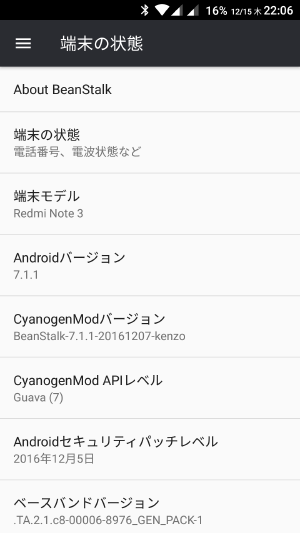 16% 12/15 木 22:06
端末の状態
About BeanStalk
端末の状態
電話番号、電波状態など
端末モデル
Redmi Note 3
Androidバージョン
7.1.1
CyanogenModバージョン
BeanStalk-7.1.1-20161207-kenzo
CyanogenMod APIレベル
Guava (7)
Androidセキュリティパッチレベル
2016年12月5日
ベースバンドバージョン
.TA.2.1.c8-00006-8976_GEN_PACK-1